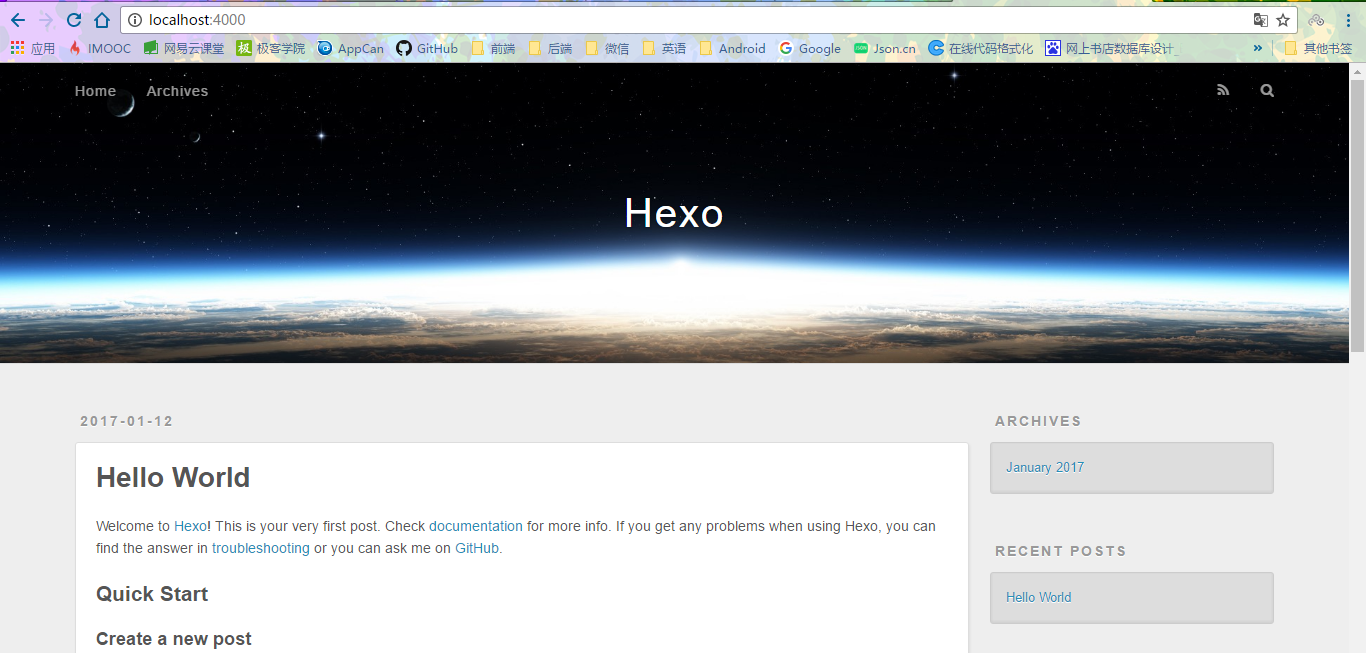 localhost:4000
应用 IMOOC 网易云课堂 极客学院 AppCan GitHub 前端 后端 微信 英语 Android Google Json.cn 在线代码格式化 网上书店数据库设计_ » 其他书签
Home Archives
Hexo
2017-01-12
ARCHIVES
Hello World
January 2017
Welcome to Hexo! This is your very first post. Check documentation for more info. If you get any problems when using Hexo, you can
find the answer in troubleshooting or you can ask me on GitHub.
RECENT POSTS
Quick Start
Hello World
Create a new post